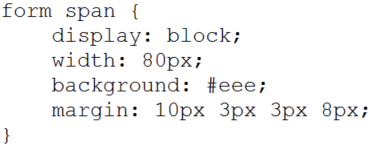 form span {
    display: block;
    width: 80px;
    background: #eee;
    margin: 10px 3px 3px 8px;
}